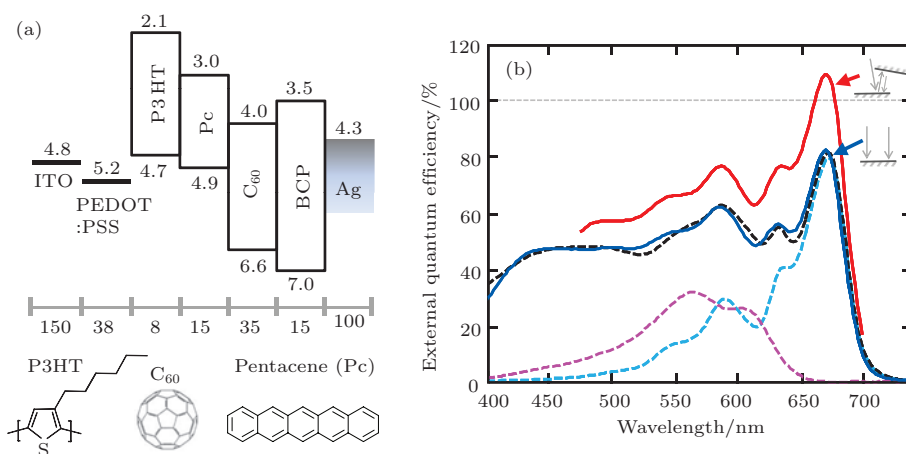 (a)
2.1
3.0
3.5
4.0
4.3
P3HT
Pc
C60
BCP
Ag
4.8
ITO
5.2
PEDOT
:PSS
4.7
4.9
6.6
7.0
150 38 8 15 35 15 100
P3HT
C60
Pentacene (Pc)
S
n
(b)
External quantum efficiency/%
120
100
80
60
40
20
0
400 450 500 550 600 650 700
Wavelength/nm